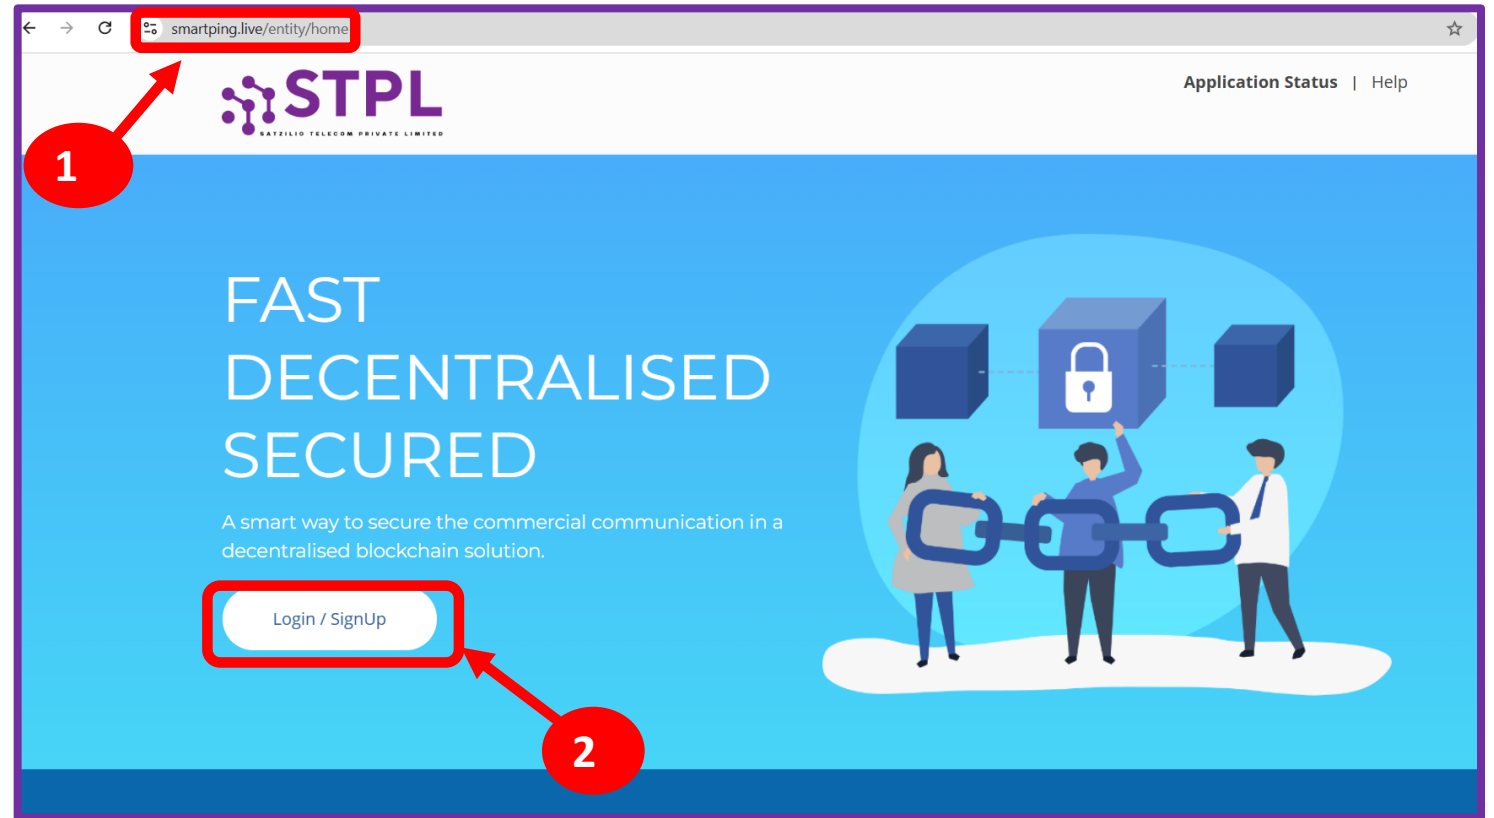 smartping.live/entity/home
STPL
SATZILIO TELECOM PRIVATE LIMITED
Application Status | Help
1
FAST
DECENTRALISED
SECURED
A smart way to secure the commercial communication in a
decentralised blockchain solution.
Login / SignUp
2